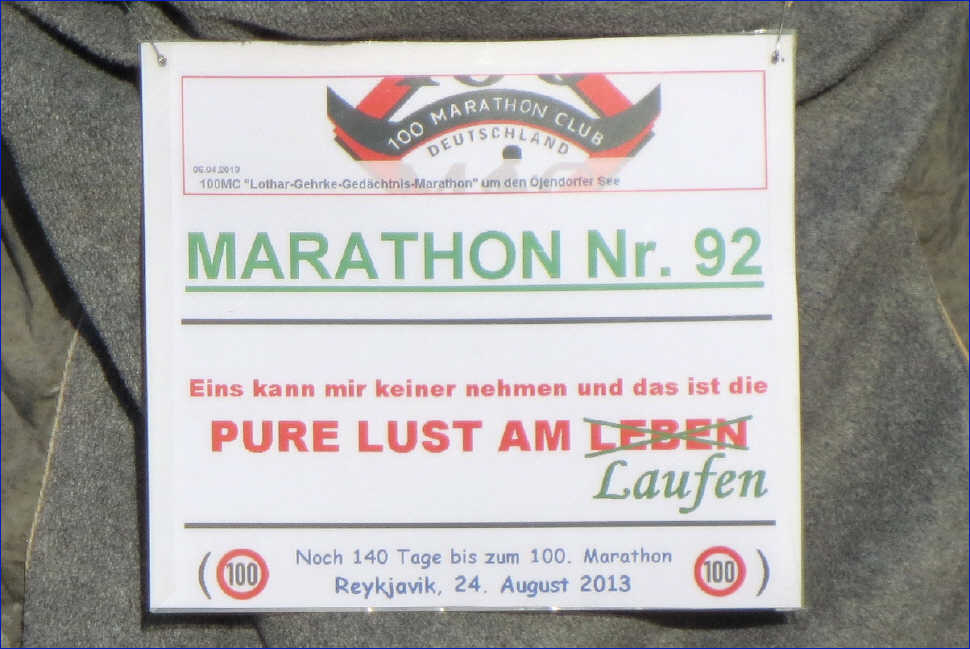 100 MARATHON CLUB
DEUTSCHLAND
06.04.2013
100MC "Lothar-Gehrke-Gedächtnis-Marathon" um den Öjendorfer See
MARATHON Nr. 92
Eins kann mir keiner nehmen und das ist die
PURE LUST AM LEBEN
Laufen
( 100 Noch 140 Tage bis zum 100. Marathon 100 )
Reykjavik, 24. August 2013